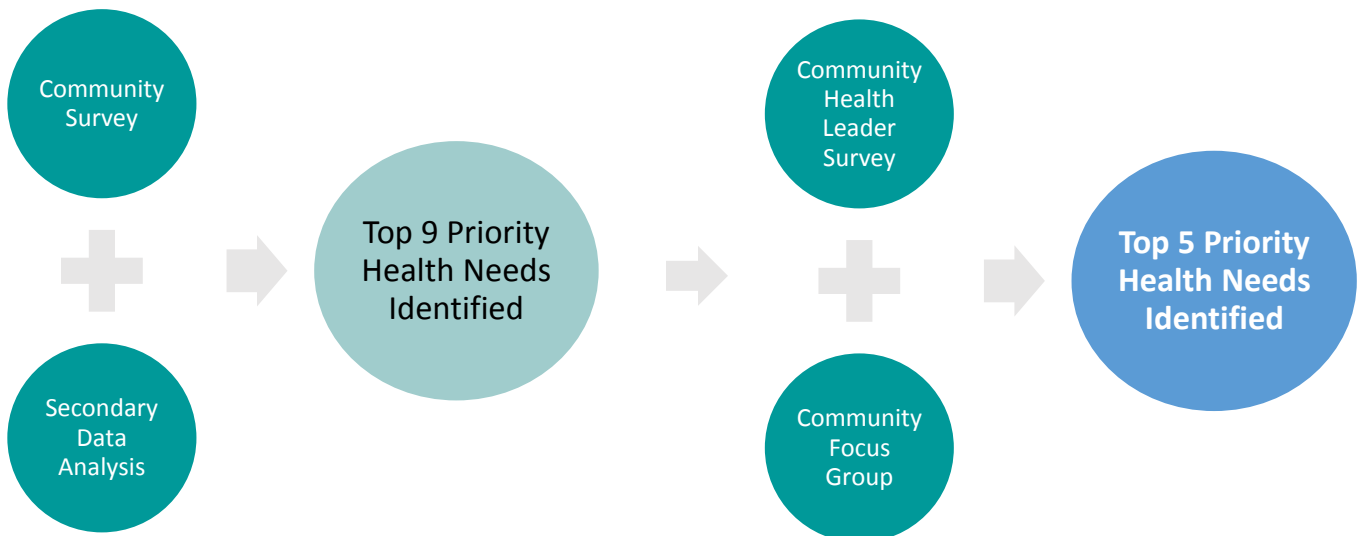 Community
Survey
Secondary
Data
Analysis
Top 9 Priority
Health Needs
Identified
Community
Health
Leader
Survey
Community
Focus
Group
Top 5 Priority
Health Needs
Identified